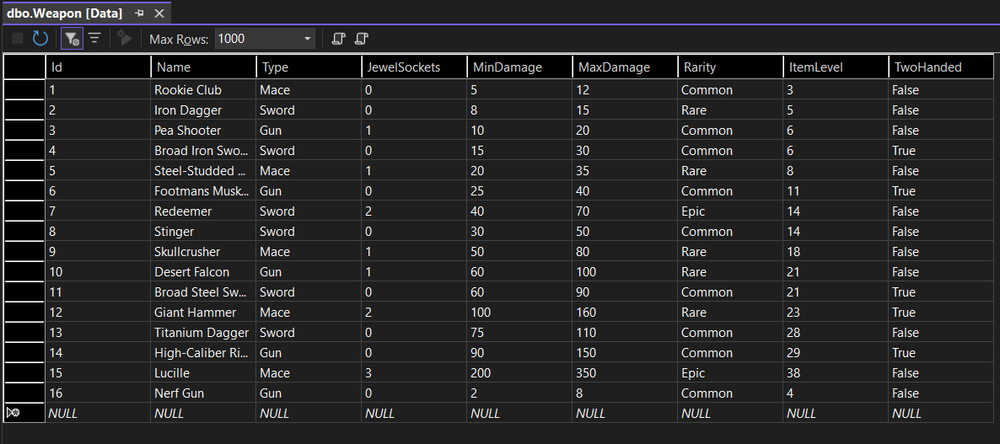 dbo.Weapon [Data]
Max Rows: 1000
Id Name Type JewelSockets MinDamage MaxDamage Rarity ItemLevel TwoHanded
1 Rookie Club Mace 0 5 12 Common 3 False
2 Iron Dagger Sword 0 8 15 Rare 5 False
3 Pea Shooter Gun 1 10 20 Common 6 False
4 Broad Iron Swo... Sword 0 15 30 Common 6 True
5 Steel-Studded ... Mace 1 20 35 Rare 8 False
6 Footmans Musk... Gun 0 25 40 Common 11 True
7 Redeemer Sword 2 40 70 Epic 14 False
8 Stinger Sword 0 30 50 Common 14 False
9 Skullcrusher Mace 1 50 80 Rare 18 False
10 Desert Falcon Gun 1 60 100 Rare 21 False
11 Broad Steel Sw... Sword 0 60 90 Common 21 True
12 Giant Hammer Mace 2 100 160 Rare 23 True
13 Titanium Dagger Sword 0 75 110 Common 28 False
14 High-Caliber Ri... Gun 0 90 150 Common 29 True
15 Lucille Mace 3 200 350 Epic 38 False
16 Nerf Gun Gun 0 2 8 Common 4 False
NULL NULL NULL NULL NULL NULL NULL NULL NULL